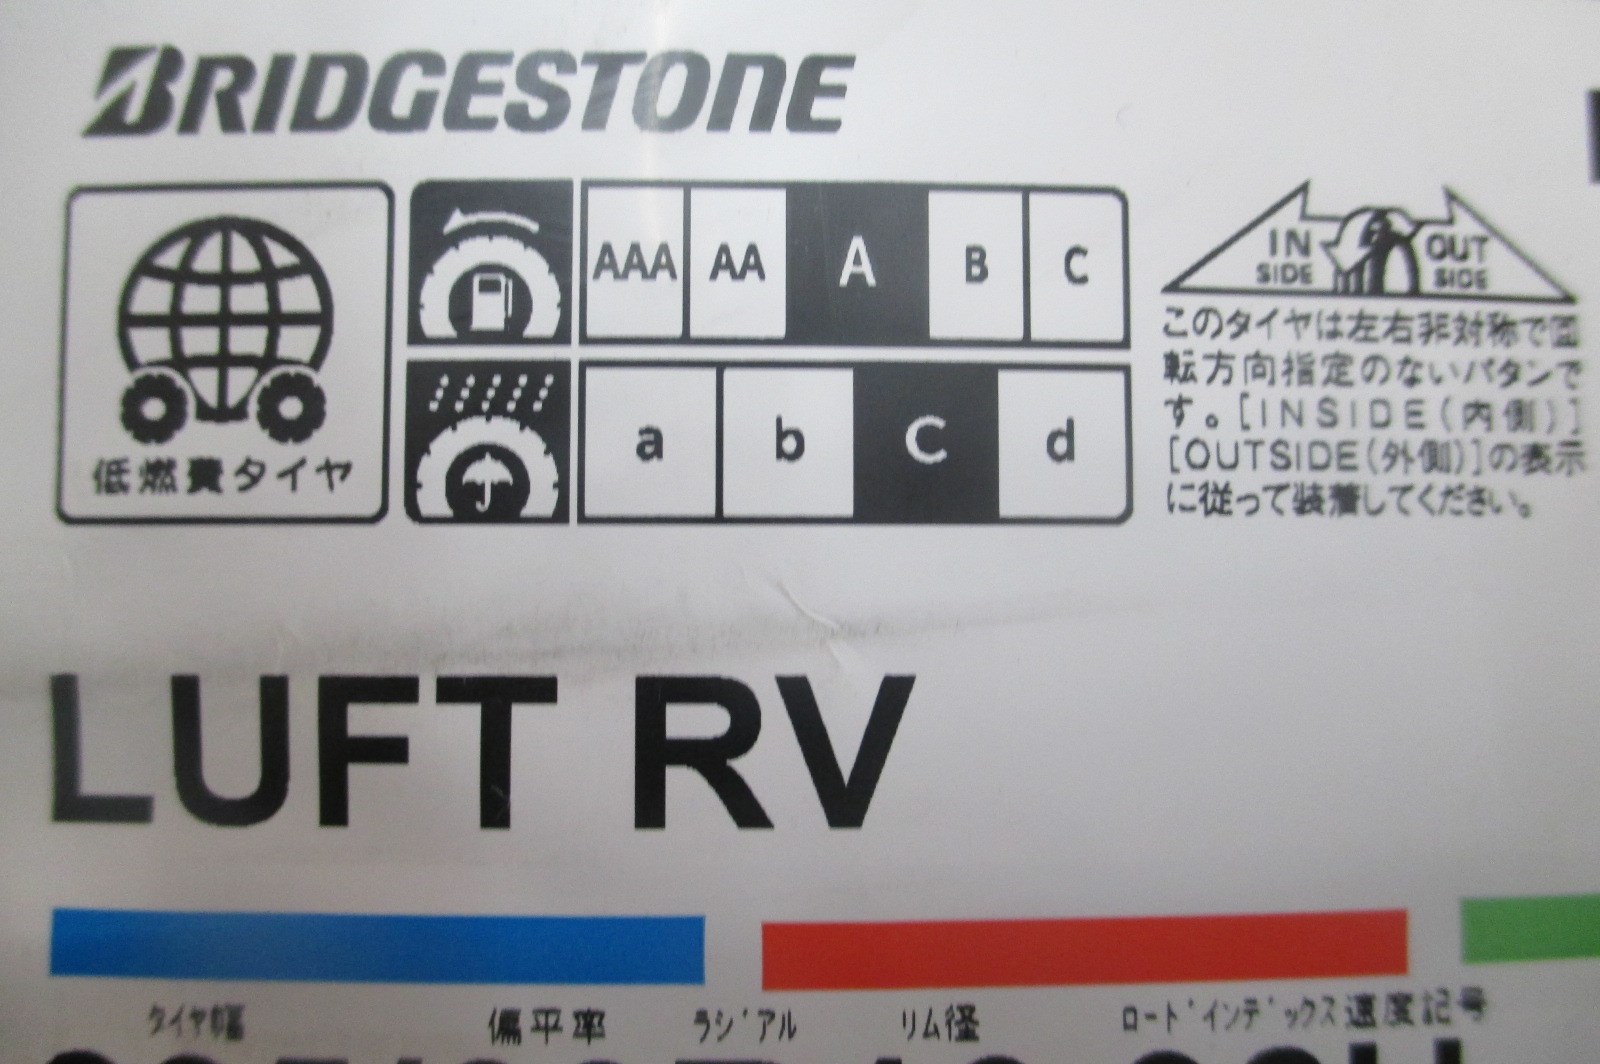 BRIDGESTONE
低燃費タイヤ
AAA AA A B C
a b c d
IN SIDE OUT SIDE
このタイヤは左右非対称で回
転方向指定のないパタンで
す。[INSIDE(内側)]
[OUTSIDE(外側)]の表示
に従って装着してください。
LUFT RV
タイヤ幅 偏平率 ラジアル リム径 ロードインデックス速度記号